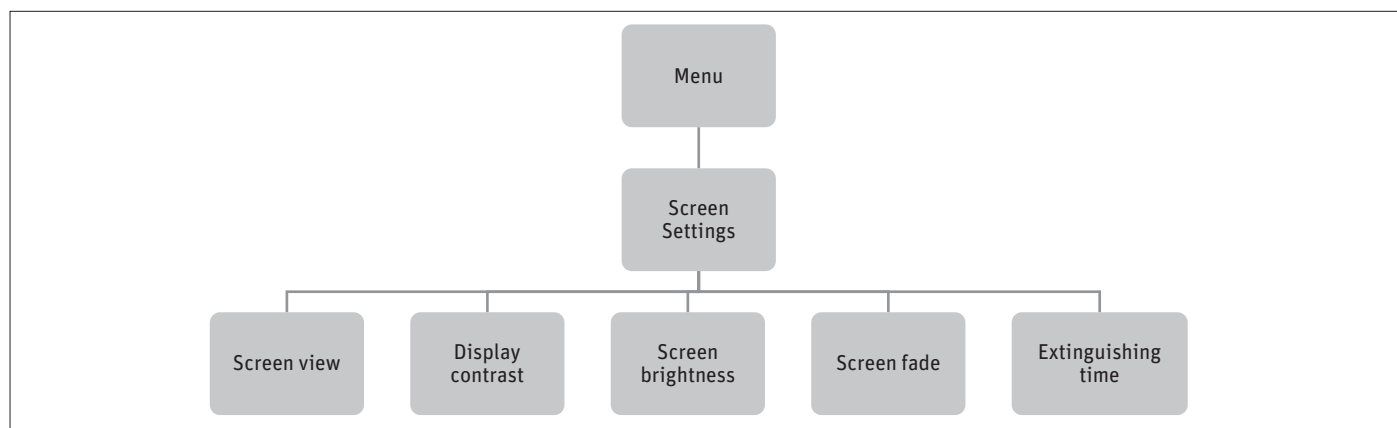 Menu
Screen
Settings
Screen view
Display
contrast
Screen
brightness
Screen fade
Extinguishing
time